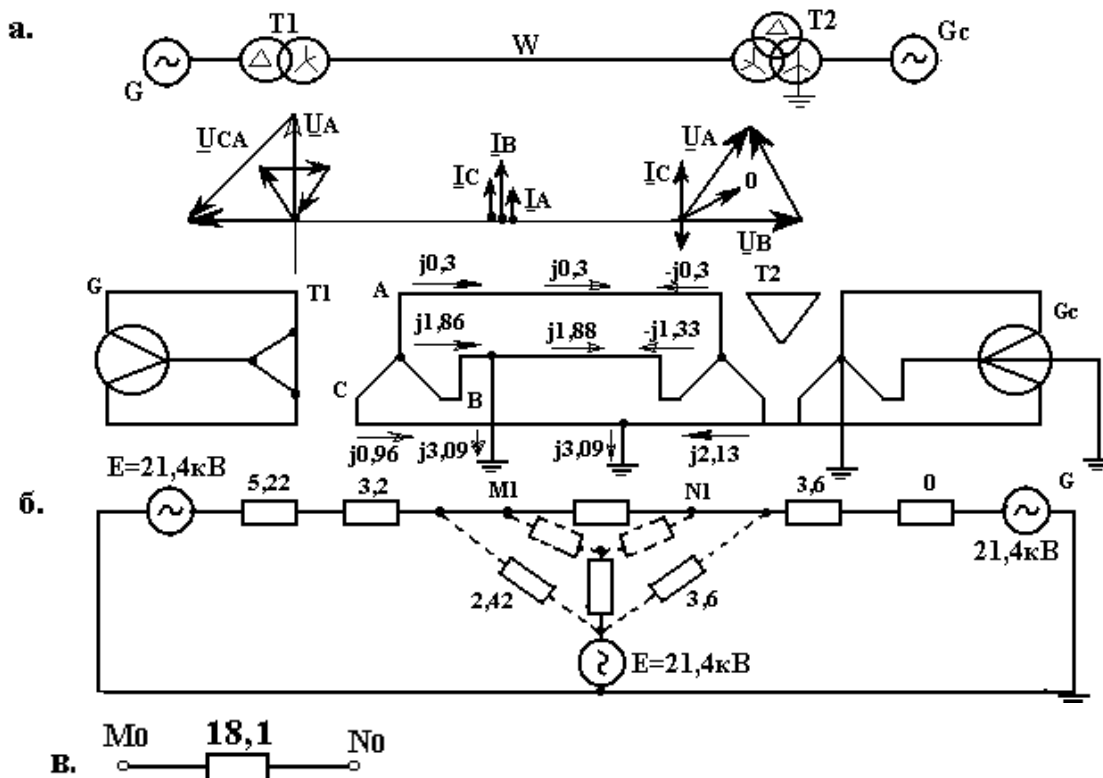 а.
T1
W
T2
Gc
G
UCA
UA
IB
IC
IA
UA
IC
0
UB
G
T1
A
j0,3
j0,3
-j0,3
T2
j1,86
j1,88
-j1,33
Gc
C
B
j0,96
j3,09
j3,09
j2,13
E=21,4кВ
б.
5,22
3,2
M1
N1
3,6
0
G
21,4кВ
2,42
3,6
E=21,4кВ
в.
M0
18,1
N0